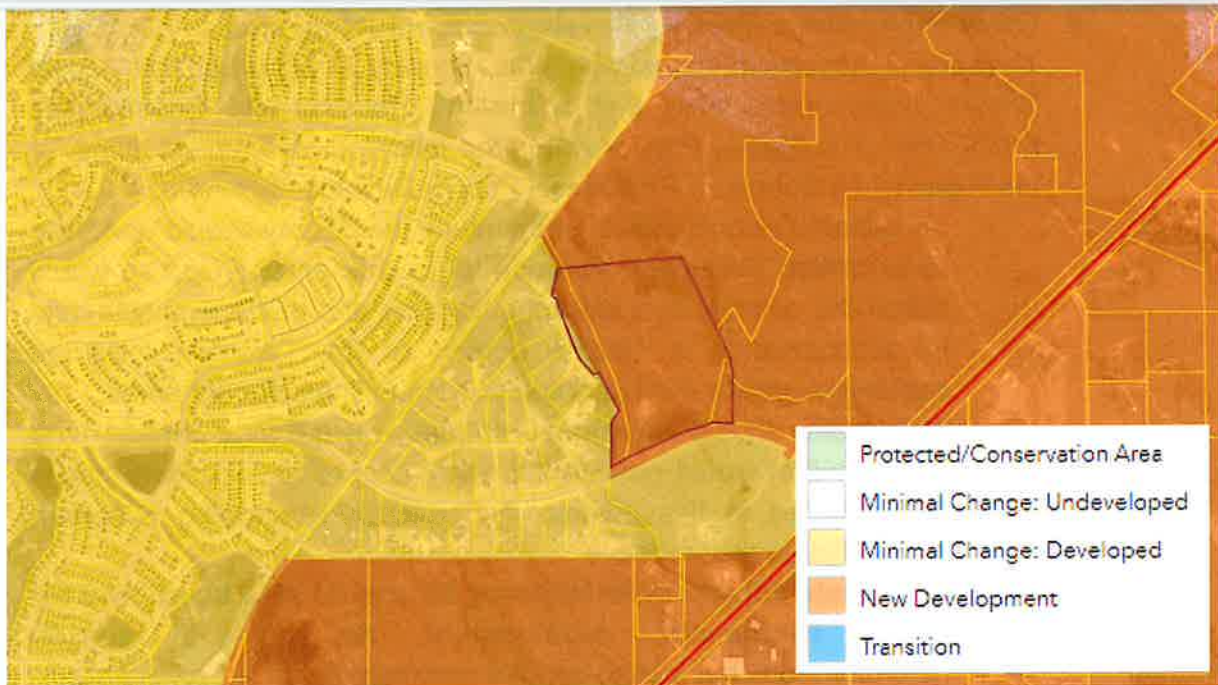 Protected/Conservation Area
Minimal Change: Undeveloped
Minimal Change: Developed
New Development
Transition